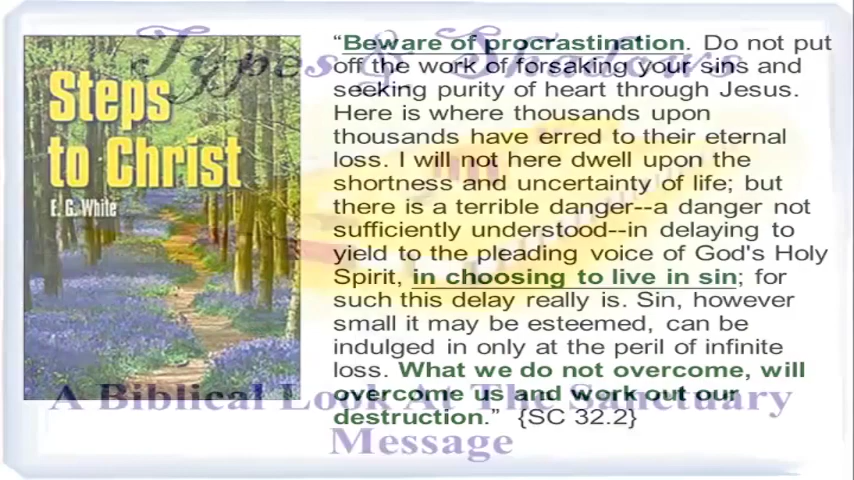 Types & Shadows
Steps
to Christ
E. G. White
“Beware of procrastination. Do not put
off the work of forsaking your sins and
seeking purity of heart through Jesus.
Here is where thousands upon
thousands have erred to their eternal
loss. I will not here dwell upon the
shortness and uncertainty of life; but
there is a terrible danger--a danger not
sufficiently understood--in delaying to
yield to the pleading voice of God's Holy
Spirit, in choosing to live in sin; for
such this delay really is. Sin, however
small it may be esteemed, can be
indulged in only at the peril of infinite
loss. What we do not overcome, will
overcome us and work out our
destruction.” {SC 32.2}
A Biblical Look At The Sanctuary
Message